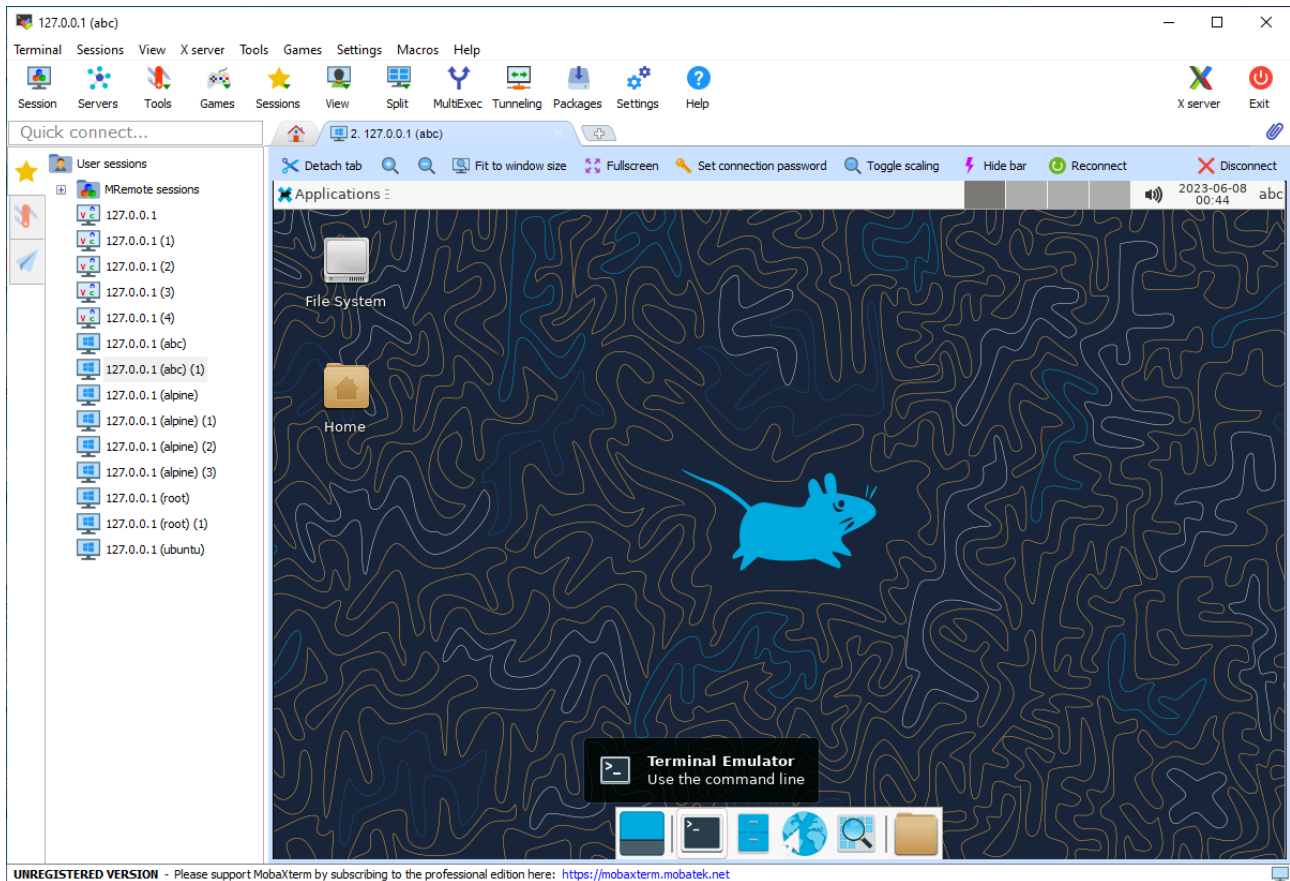 127.0.0.1 (abc)
Terminal Sessions View X server Tools Games Settings Macros Help
Session Servers Tools Games Sessions View Split MultiExec Tunneling Packages Settings Help X server Exit
Quick connect...
2. 127.0.0.1 (abc)
Detach tab Fit to window size Fullscreen Set connection password Toggle scaling Hide bar Reconnect Disconnect
User sessions
MRemote sessions
127.0.0.1
127.0.0.1 (1)
127.0.0.1 (2)
127.0.0.1 (3)
127.0.0.1 (4)
127.0.0.1 (abc)
127.0.0.1 (abc) (1)
127.0.0.1 (alpine)
127.0.0.1 (alpine) (1)
127.0.0.1 (alpine) (2)
127.0.0.1 (alpine) (3)
127.0.0.1 (root)
127.0.0.1 (root) (1)
127.0.0.1 (ubuntu)
Applications
2023-06-08
00:44
abc
File System
Home
Terminal Emulator
Use the command line
UNREGISTERED VERSION - Please support MobaXterm by subscribing to the professional edition here: https://mobaxterm.mobatek.net